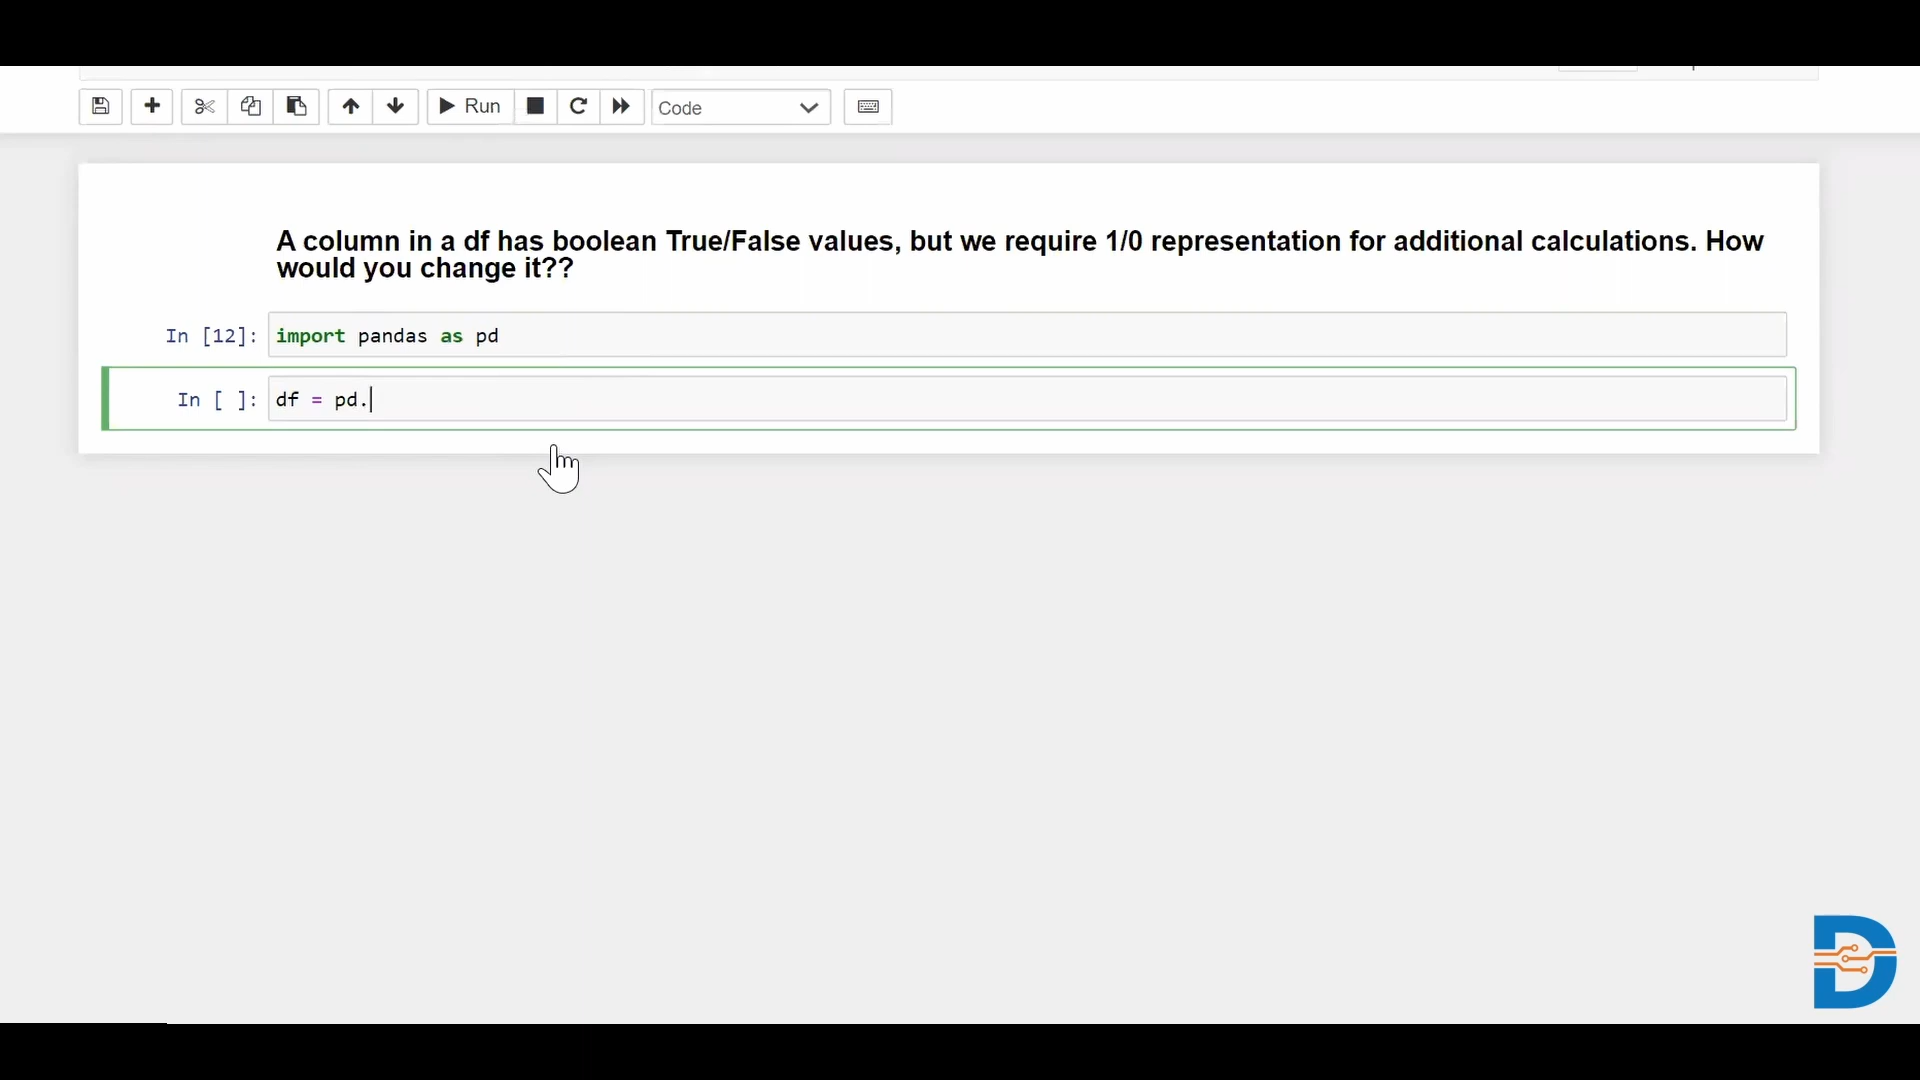 Run
Code
A column in a df has boolean True/False values, but we require 1/0 representation for additional calculations. How
would you change it??
In [12]: import pandas as pd
In [ ]: df = pd.